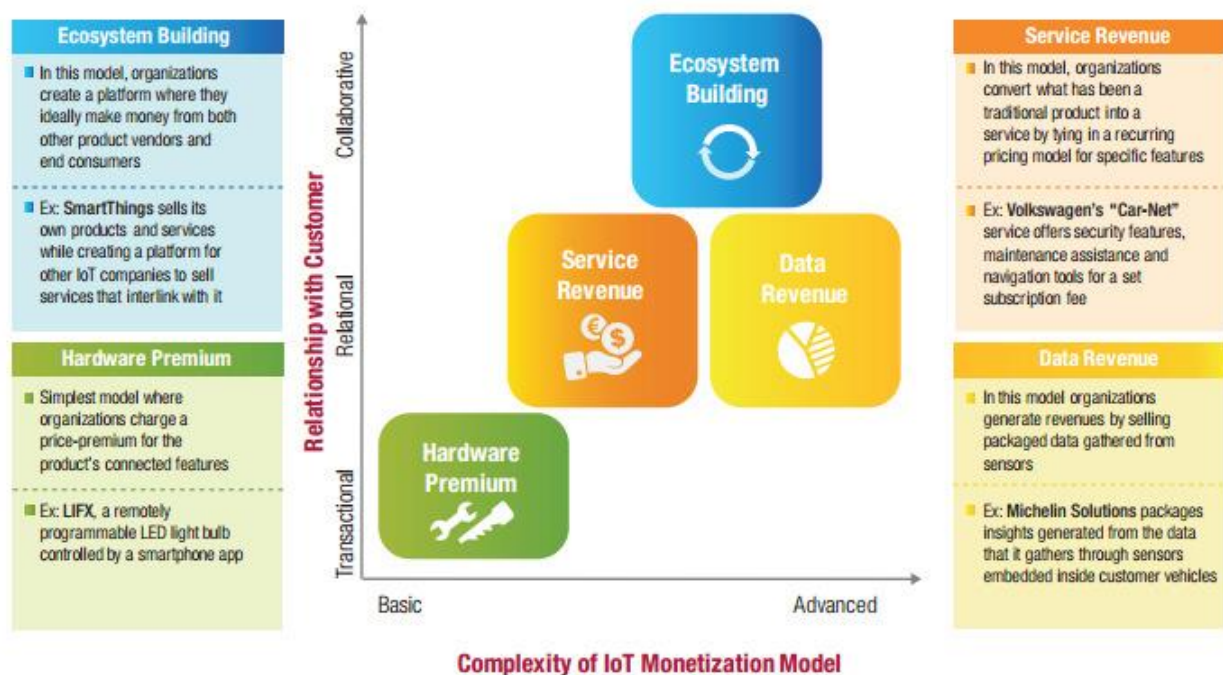 Ecosystem Building
In this model, organizations
create a platform where they
ideally make money from both
other product vendors and
end consumers
Ex: SmartThings sells its
own products and services
while creating a platform for
other IoT companies to sell
services that interlink with it
Hardware Premium
Simplest model where
organizations charge a
price-premium for the
product's connected features
Ex: LIFX, a remotely
programmable LED light bulb
controlled by a smartphone app
Relationship with Customer
Collaborative
Relational
Transactional
Ecosystem
Building
Service
Revenue
€
$
Data
Revenue
Hardware
Premium
Basic
Advanced
Complexity of IoT Monetization Model
Service Revenue
In this model, organizations
convert what has been a
traditional product into a
service by tying in a recurring
pricing model for specific features
Ex: Volkswagen's "Car-Net"
service offers security features,
maintenance assistance and
navigation tools for a set
subscription fee
Data Revenue
In this model organizations
generate revenues by selling
packaged data gathered from
sensors
Ex: Michelin Solutions packages
insights generated from the data
that it gathers through sensors
embedded inside customer vehicles